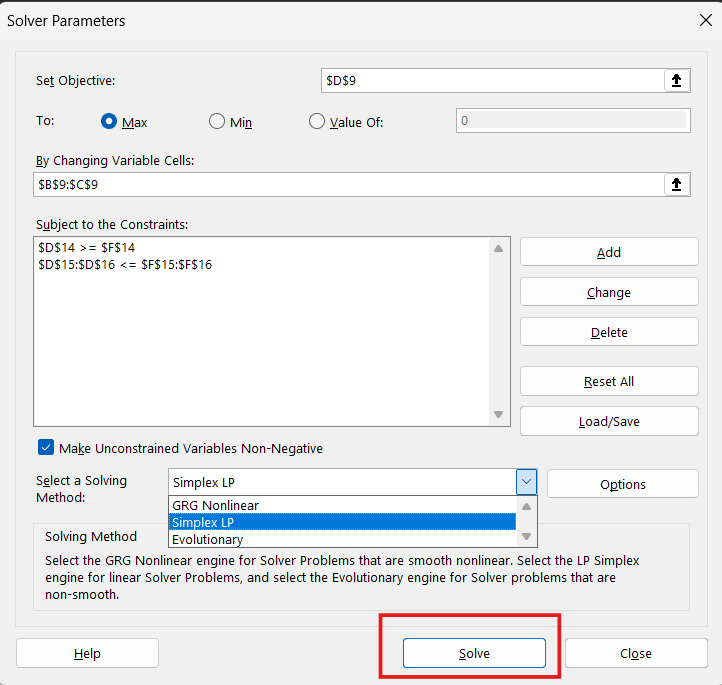 Solver Parameters
Set Objective:
$D$9
To:
Max
Min
Value Of:
0
By Changing Variable Cells:
$B$9:$C$9
Subject to the Constraints:
$D$14 >= $F$14
$D$15:$D$16 <= $F$15:$F$16
Add
Change
Delete
Reset All
Load/Save
Make Unconstrained Variables Non-Negative
Select a Solving
Method:
Simplex LP
Options
GRG Nonlinear
Simplex LP
Evolutionary
Solving Method
Select the GRG Nonlinear engine for Solver Problems that are smooth nonlinear. Select the LP Simplex
engine for linear Solver Problems, and select the Evolutionary engine for Solver problems that are
non-smooth.
Help
Solve
Close